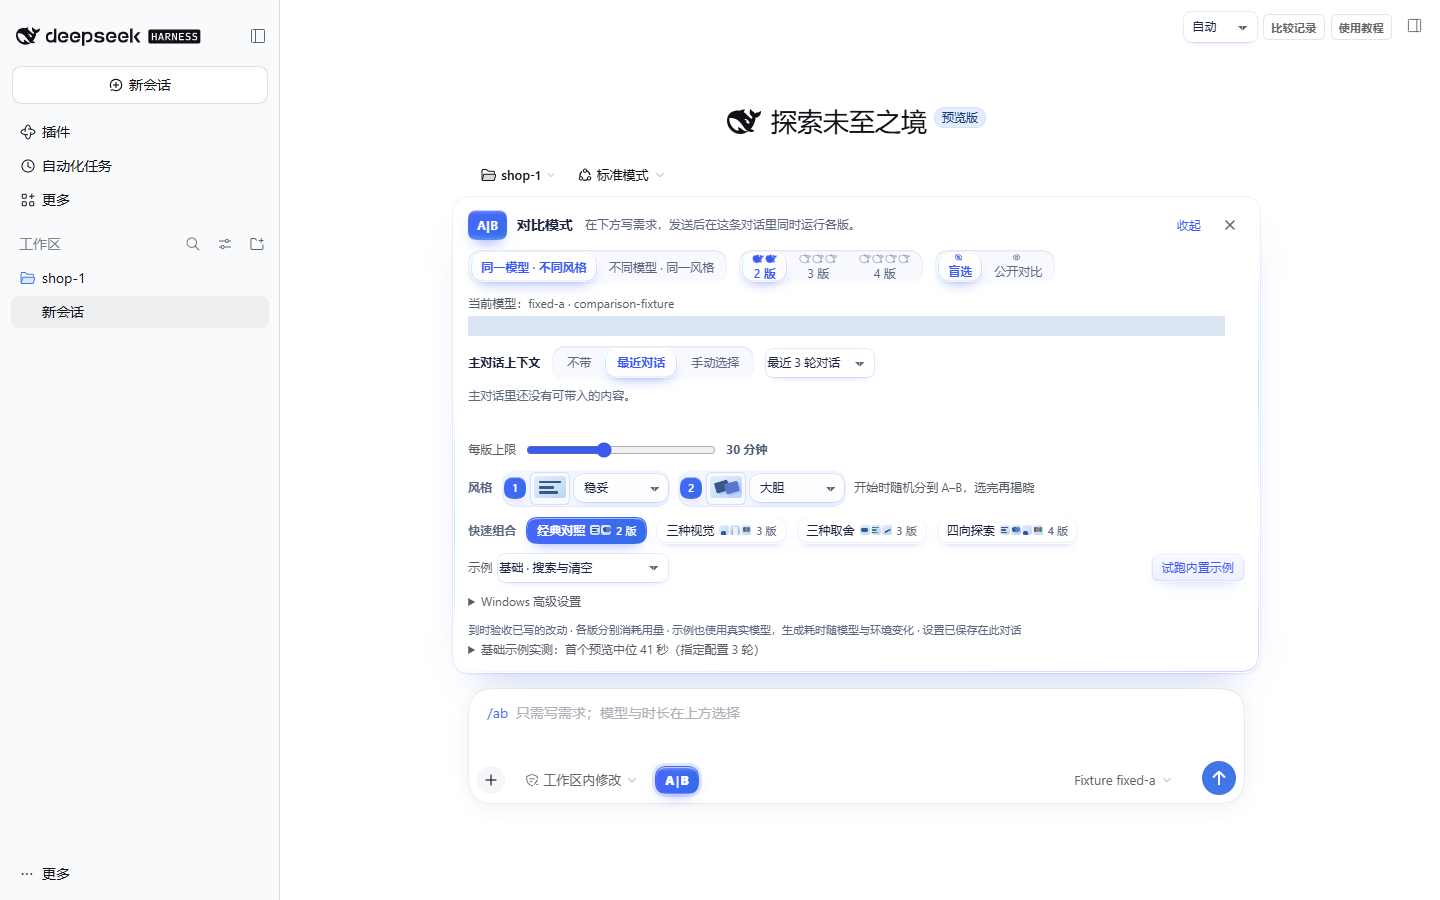 deepseek HARNESS
新会话
插件
自动化任务
更多
工作区
shop-1
新会话
更多
自动
比较记录
使用教程
探索未至之境 预览版
shop-1 标准模式
A|B 对比模式 在下方写需求，发送后在这条对话里同时运行各版。 收起
同一模型 · 不同风格 不同模型 · 同一风格 2 版 3 版 4 版 盲选 公开对比
当前模型：fixed-a · comparison-fixture
主对话上下文 不带 最近对话 手动选择 最近 3 轮对话
主对话里还没有可带入的内容。
每版上限 30 分钟
风格 1 稳妥 2 大胆 开始时随机分到 A–B，选完再揭晓
快速组合 经典对照 2 版 三种视觉 3 版 三种取舍 3 版 四向探索 4 版
示例 基础 · 搜索与清空 试跑内置示例
Windows 高级设置
到时验收已写的改动 · 各版分别消耗用量 · 示例也使用真实模型，生成耗时随模型与环境变化 · 设置已保存在此对话
基础示例实测：首个预览中位 41 秒（指定配置 3 轮）
/ab 只需写需求；模型与时长在上方选择
工作区内修改 A|B Fixture fixed-a